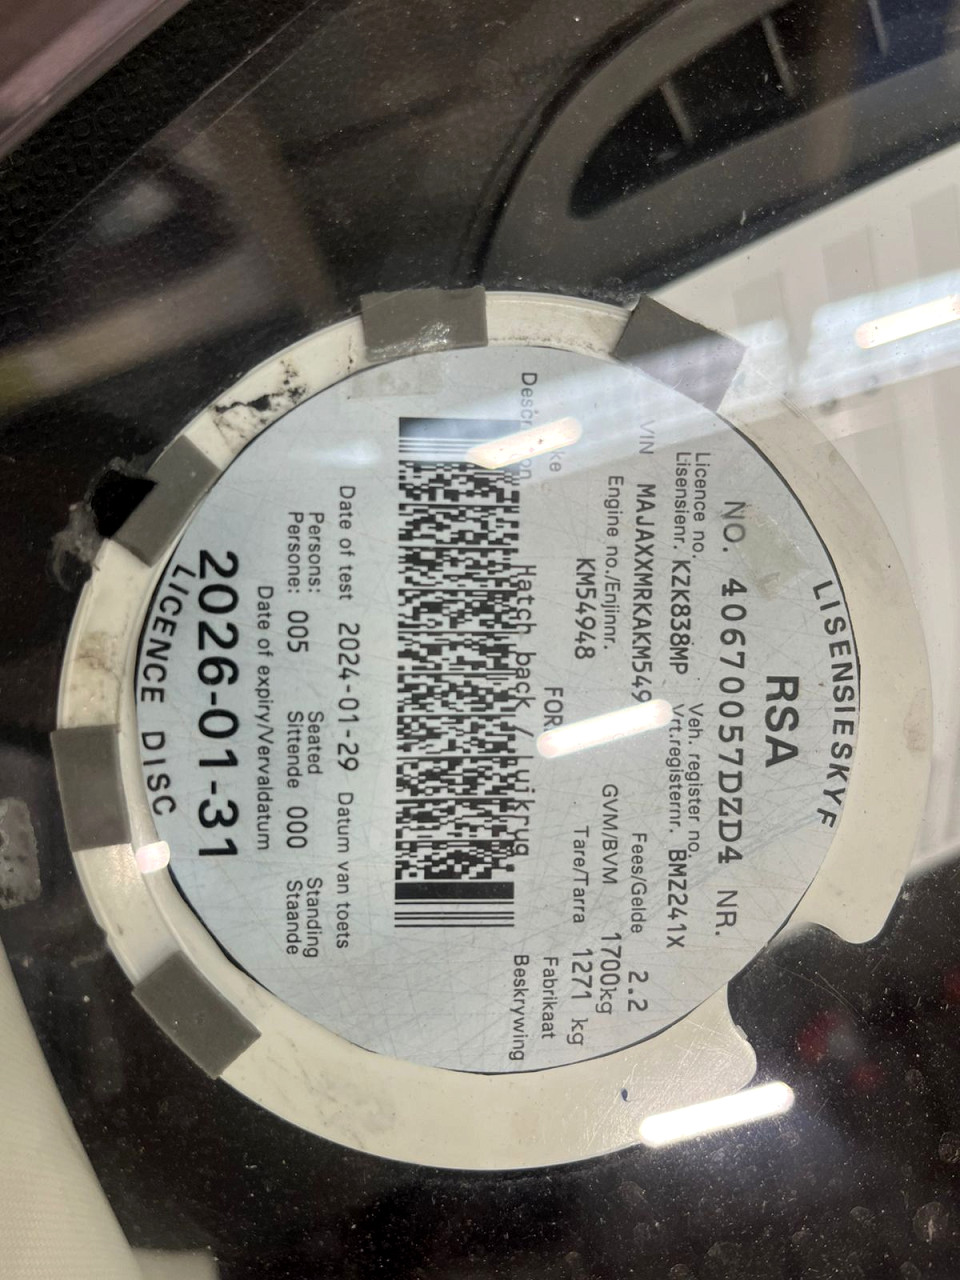 LISENSIESKYF
RSA
NO. 40670057DZD4 NR.
Licence no. Veh. register no.
Lisensienr. KZK838MP Vrt.registernr. BMZ241X
VIN MAJAXXMRKAKM549 Fees/Gelde 2.2
Engine no./Enjinnr. GVM/BVM 1700kg
KM54948 Tare/Tarra 1271 kg
FOR Fabrikaat
Hatch back / Luikrug Beskrywing
Date of test 2024-01-29 Datum van toets
Persons: Seated Standing
Persone: 005 Sittende 000 Staande
Date of expiry/Vervaldatum
2026-01-31
LICENCE DISC